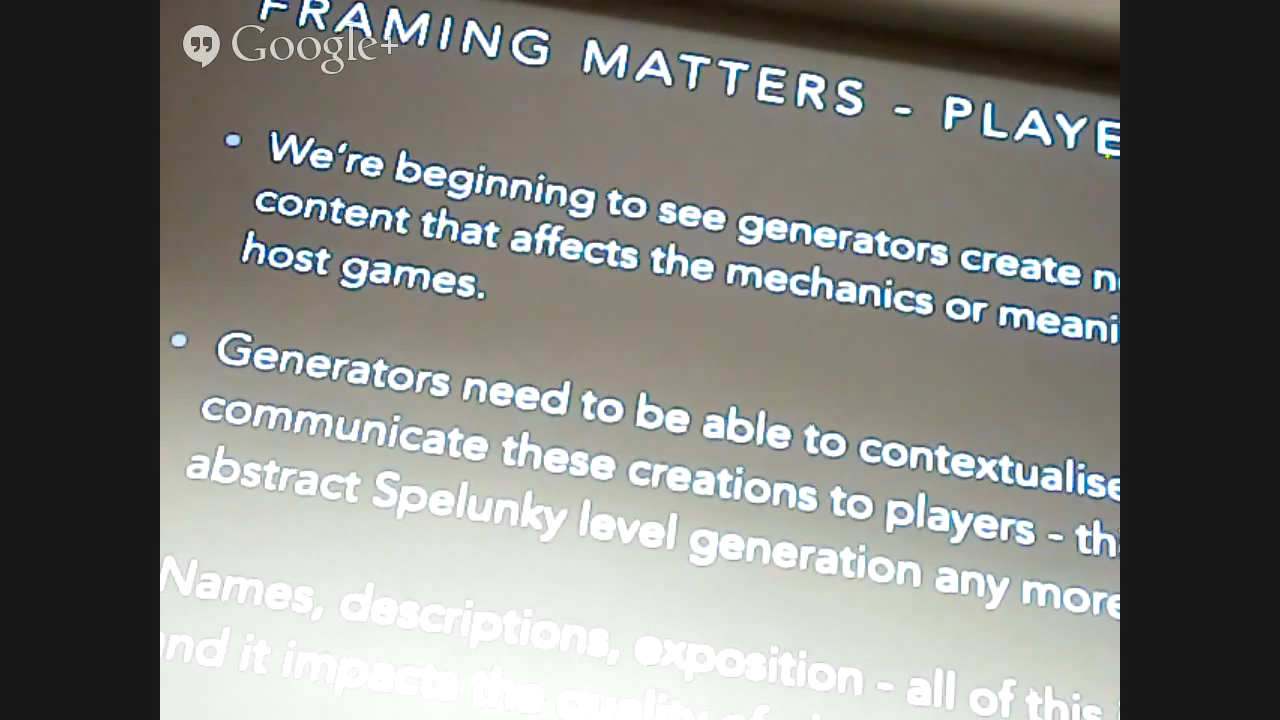 Google+
FRAMING MATTERS - PLAYE
We're beginning to see generators create n
content that affects the mechanics or meani
host games.
Generators need to be able to contextualise
communicate these creations to players - th
abstract Spelunky level generation any more
Names, descriptions, exposition - all of this
and it impacts the quality of